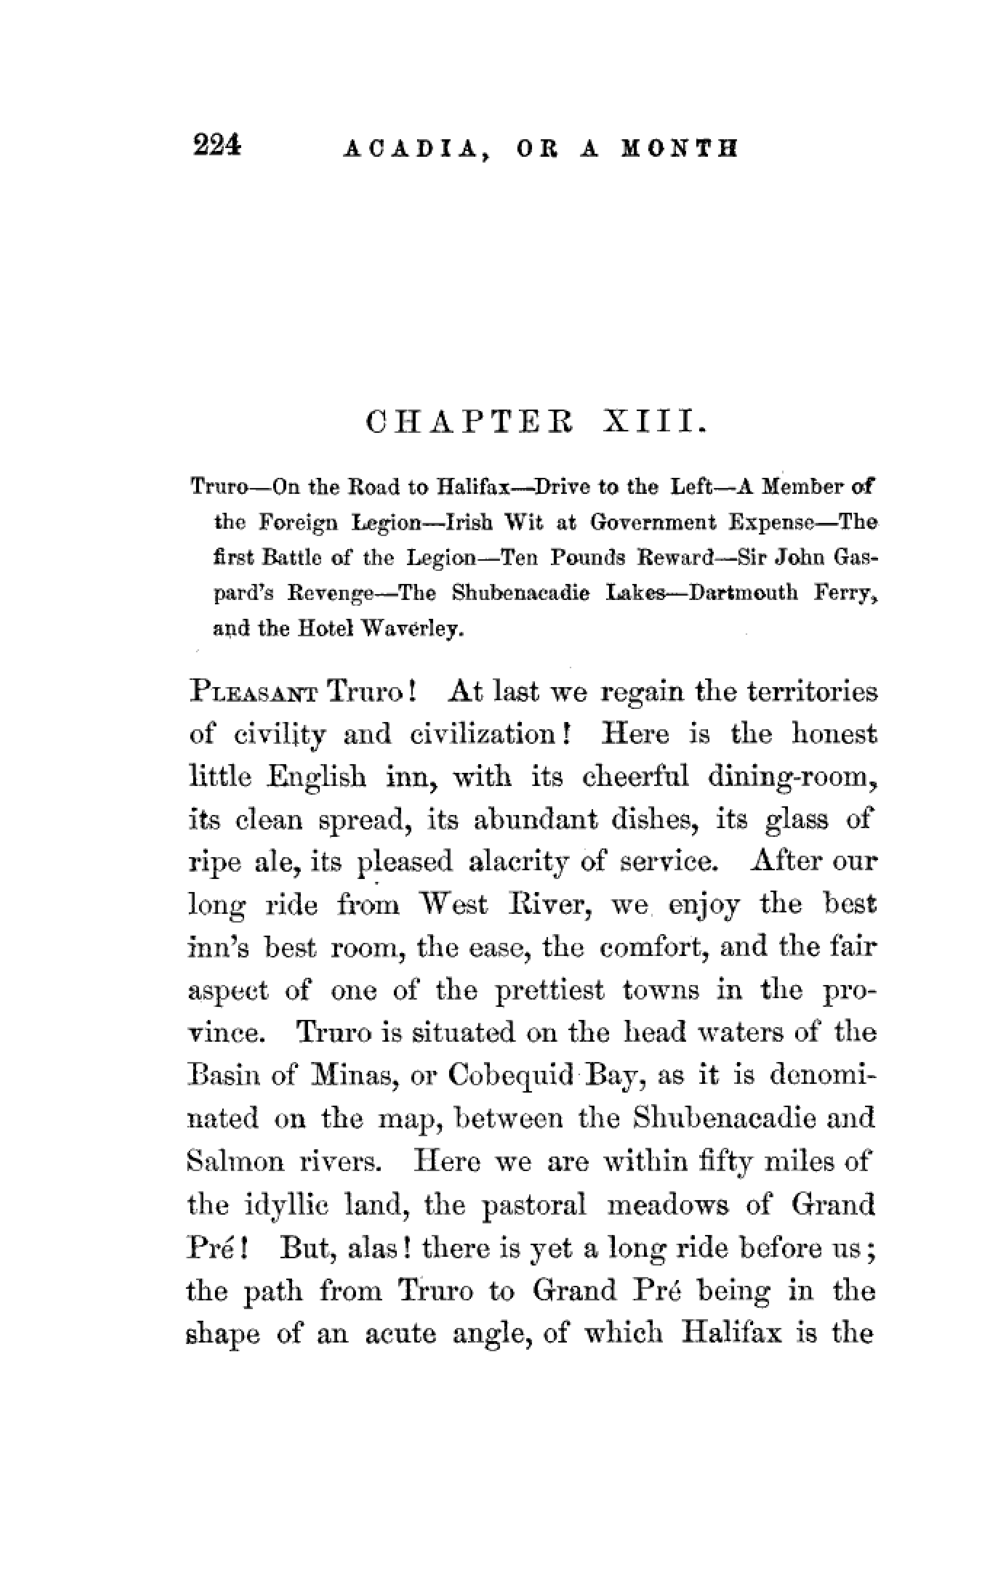 224 ACADIA, OR A MONTH
CHAPTER XIII.
Truro—On the Road to Halifax—Drive to the Left—A Member of
the Foreign Legion—Irish Wit at Government Expense—The
first Battle of the Legion—Ten Pounds Reward—Sir John Gas-
pard's Revenge—The Shubenacadie Lakes—Dartmouth Ferry,
and the Hotel Waverley.
PLEASANT Truro! At last we regain the territories
of civility and civilization! Here is the honest
little English inn, with its cheerful dining-room,
its clean spread, its abundant dishes, its glass of
ripe ale, its pleased alacrity of service. After our
long ride from West River, we enjoy the best
inn's best room, the ease, the comfort, and the fair
aspect of one of the prettiest towns in the pro-
vince. Truro is situated on the head waters of the
Basin of Minas, or Cobequid Bay, as it is denomi-
nated on the map, between the Shubenacadie and
Salmon rivers. Here we are within fifty miles of
the idyllic land, the pastoral meadows of Grand
Pré! But, alas! there is yet a long ride before us;
the path from Truro to Grand Pré being in the
shape of an acute angle, of which Halifax is the